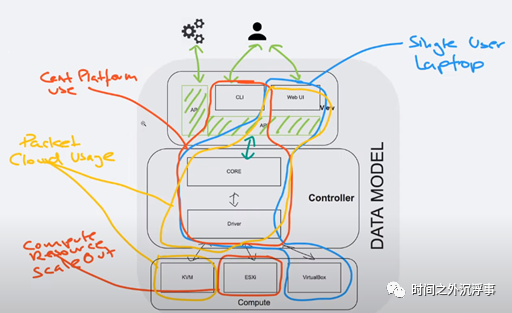 Single User
Laptop
Cent Platform
use
CLI
Web UI
View
API
API
Packet
Cloud Usage
CORE
Controller
DATA MODEL
Driver
Compute
Resource
Scale Out
KVM
ESXi
VirtualBox
Compute
时间之外沉浮事